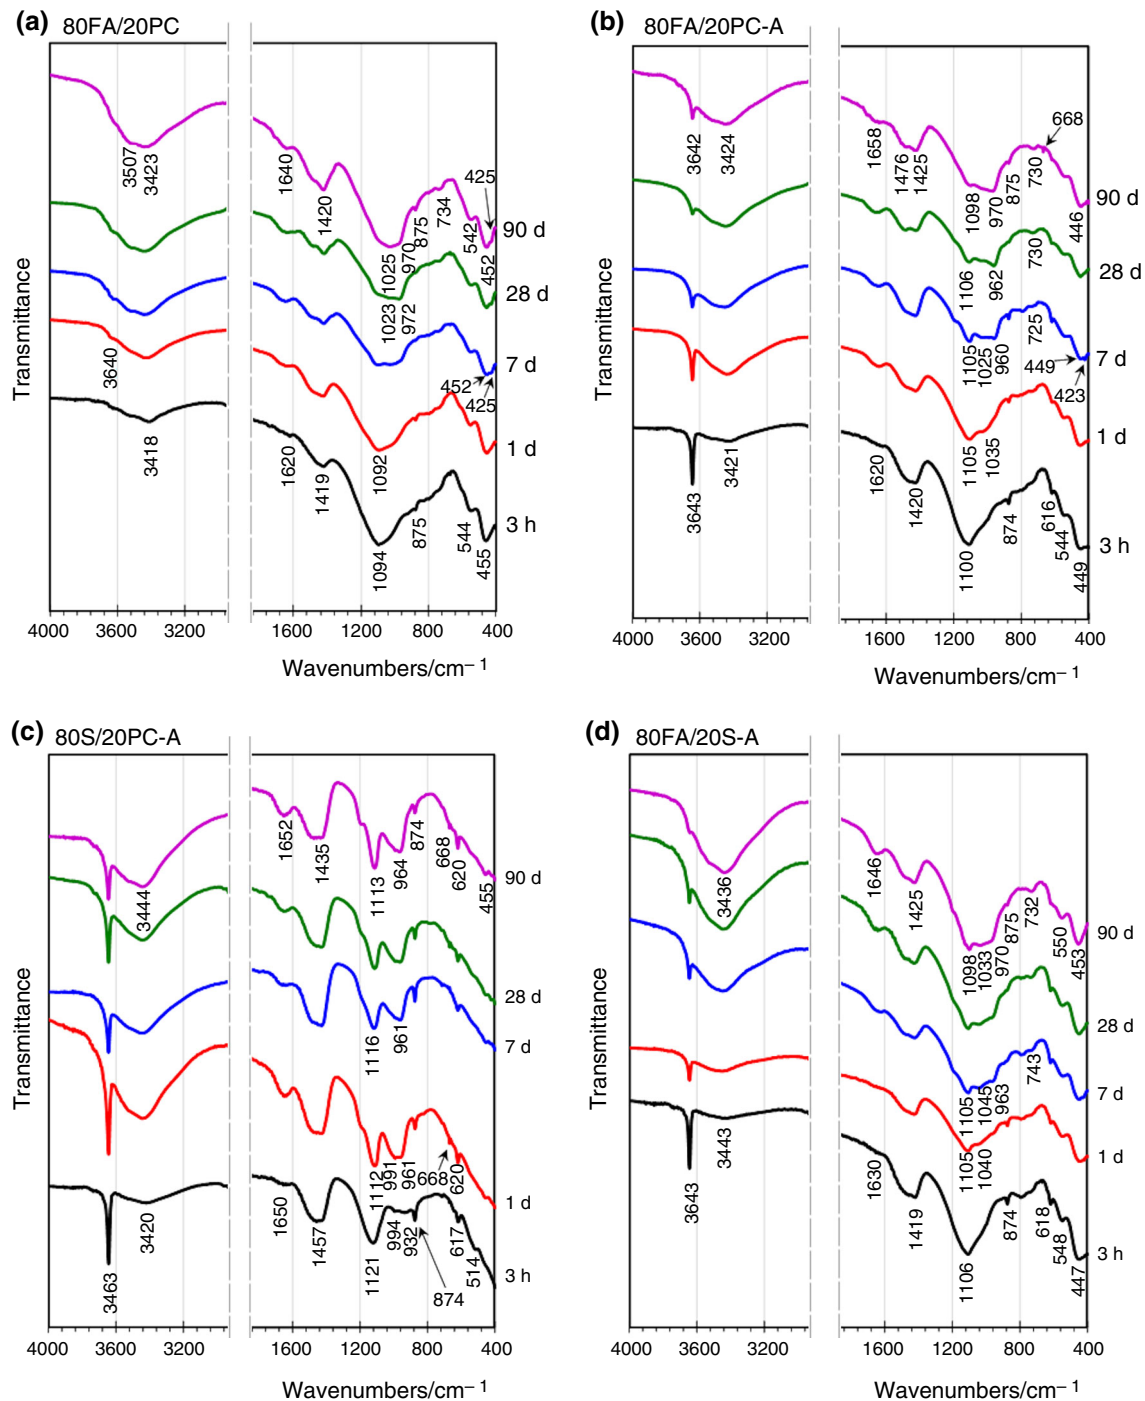 (a) 80FA/20PC
Transmittance
3507
3423
1640
1420
1025
970
875
734
542
425
452
90 d
1023
972
28 d
3640
452
425
7 d
1092
1 d
3418
1620
1419
1094
875
544
455
3 h
4000 3600 3200 1600 1200 800 400
Wavenumbers/cm–1
(b) 80FA/20PC-A
Transmittance
3642
3424
1658
1476
1425
1098
970
875
730
668
446
90 d
1106
962
730
28 d
1105
1025
960
725
449
423
7 d
1105
1035
1 d
3643
3421
1620
1420
1100
874
616
544
449
3 h
4000 3600 3200 1600 1200 800 400
Wavenumbers/cm–1
(c) 80S/20PC-A
Transmittance
3444
1652
1435
1113
964
874
668
620
455
90 d
28 d
1116
961
7 d
1112
991
961
668
620
1 d
3463
3420
1650
1457
1121
994
932
874
617
514
3 h
4000 3600 3200 1600 1200 800 400
Wavenumbers/cm–1
(d) 80FA/20S-A
Transmittance
3436
1646
1425
1098
1033
970
875
732
550
453
90 d
28 d
1105
1045
963
743
7 d
1105
1040
1 d
3643
3443
1630
1419
1106
874
618
548
447
3 h
4000 3600 3200 1600 1200 800 400
Wavenumbers/cm–1